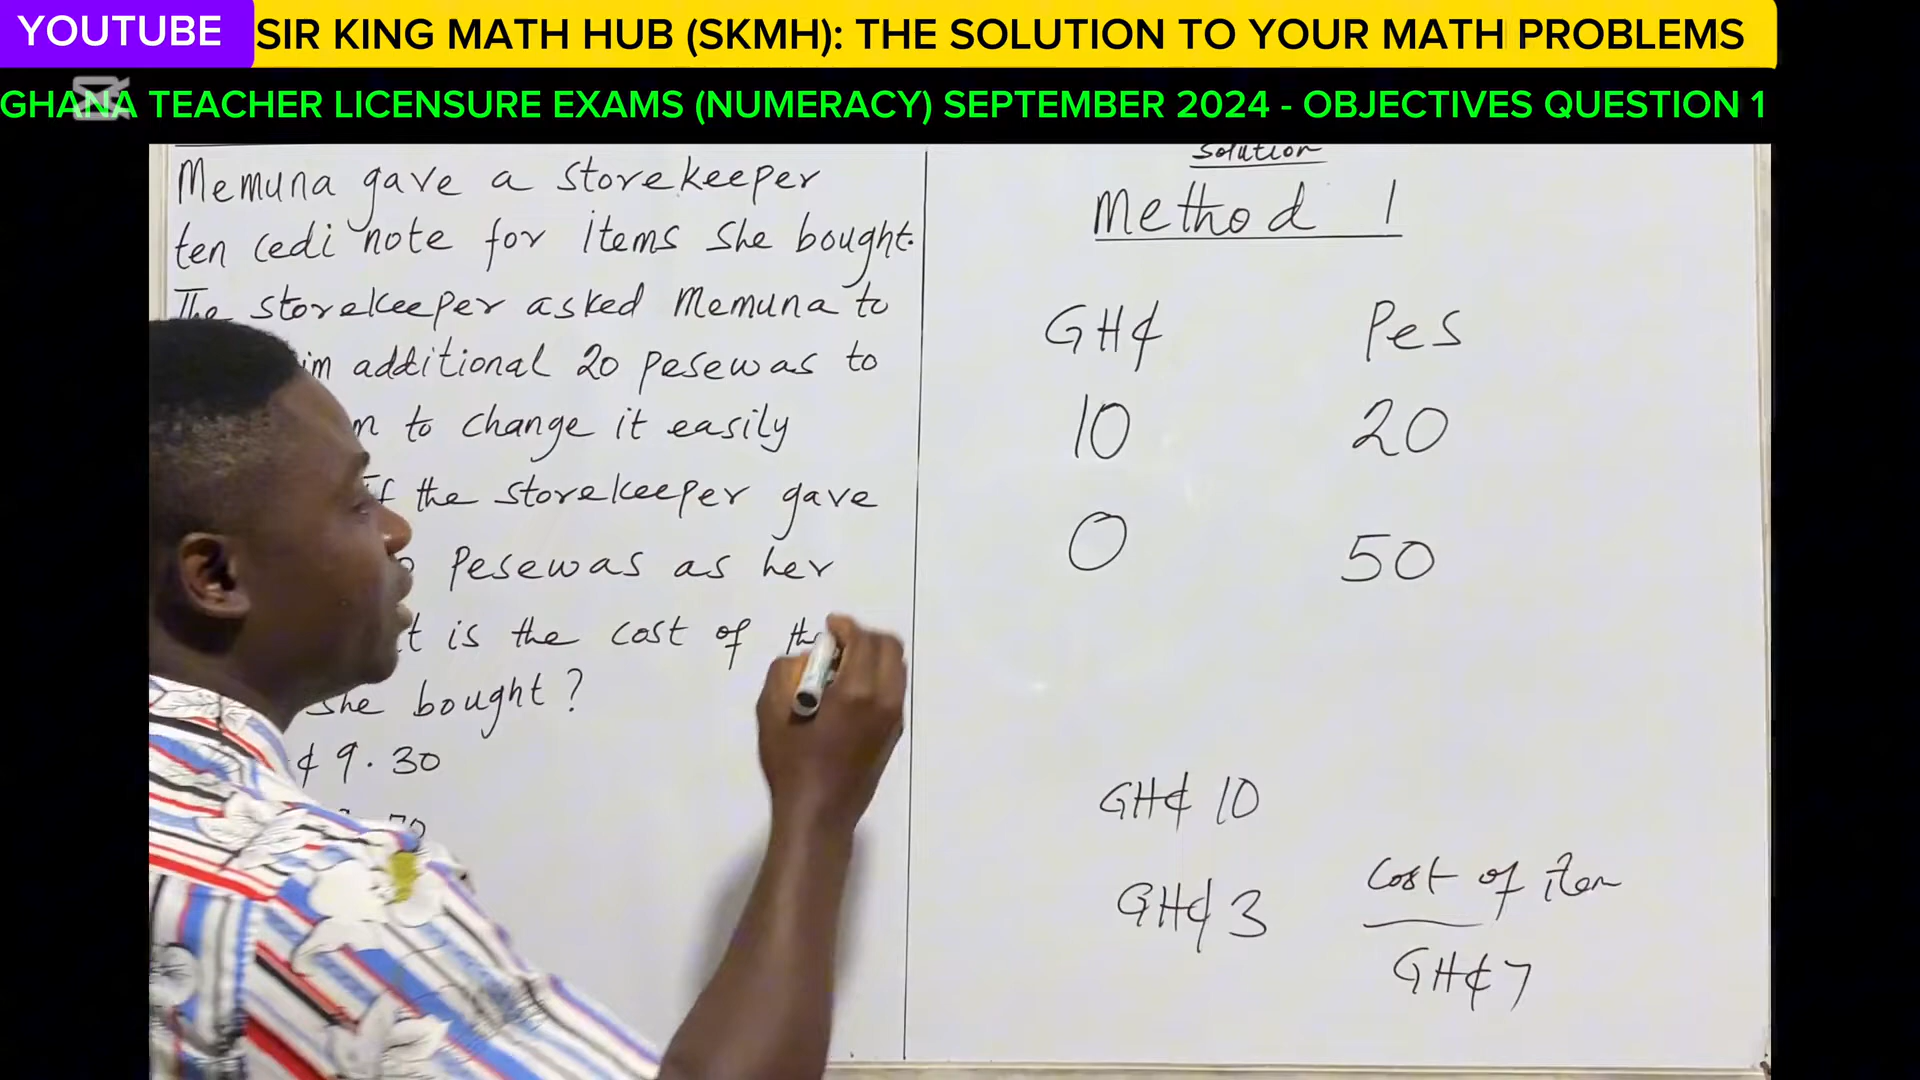 YOUTUBE
SIR KING MATH HUB (SKMH): THE SOLUTION TO YOUR MATH PROBLEMS
GHANA TEACHER LICENSURE EXAMS (NUMERACY) SEPTEMBER 2024 - OBJECTIVES QUESTION 1
Memuna gave a storekeeper
ten cedi note for items she bought.
The storekeeper asked Memuna to
additional 20 pesewas to
to change it easily
If the storekeeper gave
Pesewas as her
is the cost of
She bought?
¢ 9.30
Solution
Method 1
GH¢ Pes
10 20
0 50
GH¢ 10
GH¢ 3
Cost of item
GH¢ 7